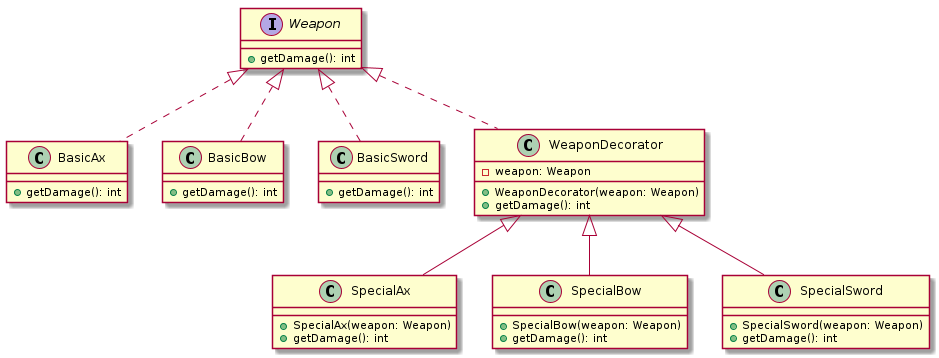 I Weapon
getDamage(): int
C BasicAx
getDamage(): int
C BasicBow
getDamage(): int
C BasicSword
getDamage(): int
C WeaponDecorator
weapon: Weapon
WeaponDecorator(weapon: Weapon)
getDamage(): int
C SpecialAx
SpecialAx(weapon: Weapon)
getDamage(): int
C SpecialBow
SpecialBow(weapon: Weapon)
getDamage(): int
C SpecialSword
SpecialSword(weapon: Weapon)
getDamage(): int